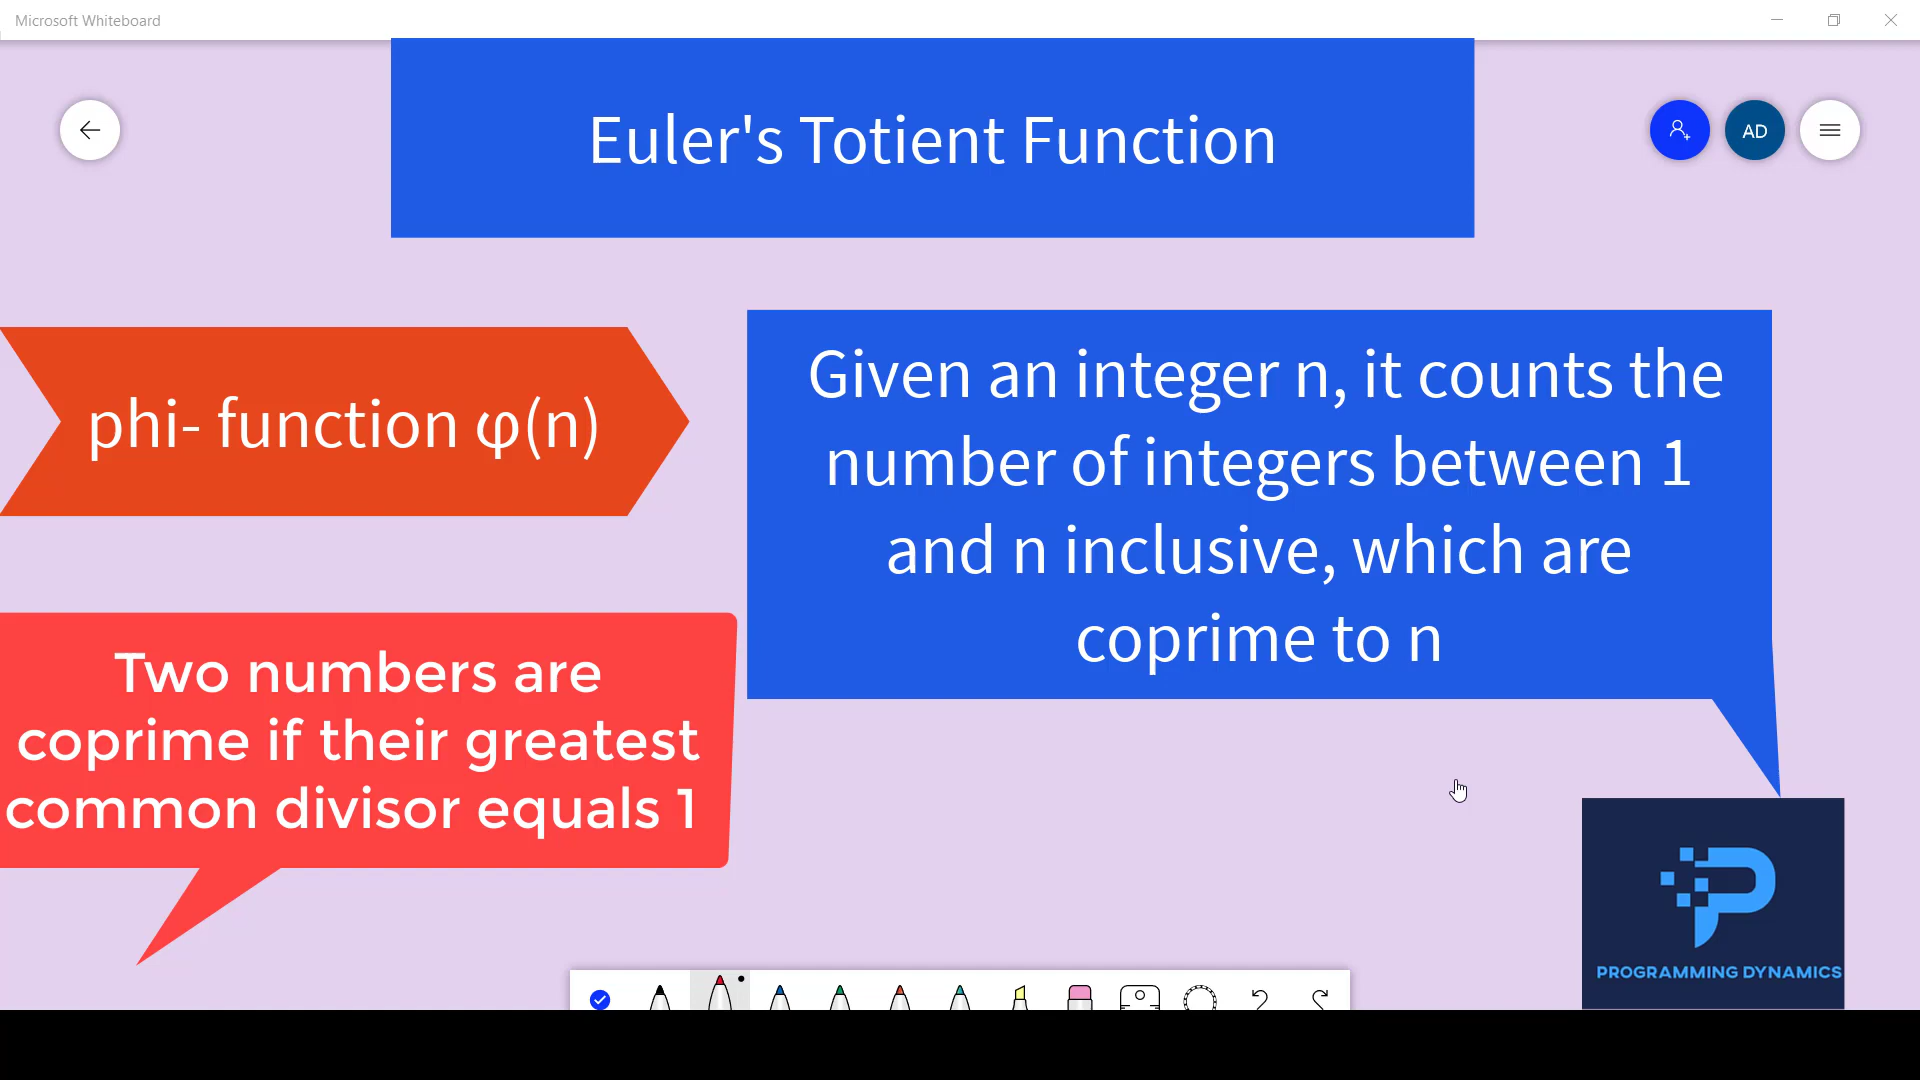 Microsoft Whiteboard
Euler's Totient Function
AD
phi- function φ(n)
Given an integer n, it counts the
number of integers between 1
and n inclusive, which are
coprime to n
Two numbers are
coprime if their greatest
common divisor equals 1
PROGRAMMING DYNAMICS